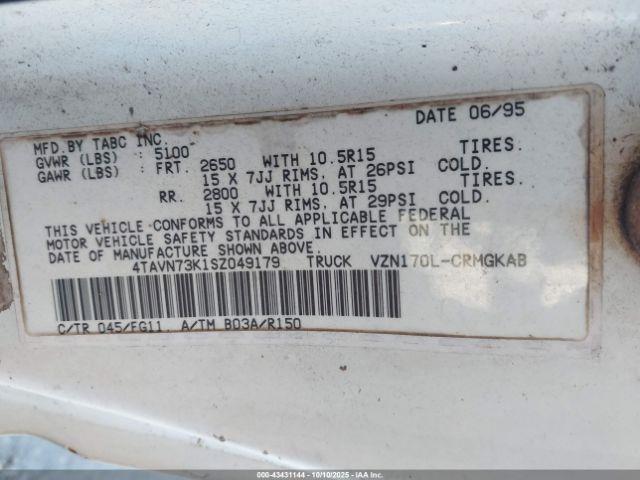 DATE 06/95
MFD.BY TABC INC.
GVWR (LBS) : 5100
GAWR (LBS) : FRT. 2650 WITH 10.5R15 TIRES.
15 X 7JJ RIMS, AT 26PSI COLD.
RR. 2800 WITH 10.5R15 TIRES.
15 X 7JJ RIMS, AT 29PSI COLD.
THIS VEHICLE CONFORMS TO ALL APPLICABLE FEDERAL
MOTOR VEHICLE SAFETY STANDARDS IN EFFECT ON THE
DATE OF MANUFACTURE SHOWN ABOVE.
4TAVN73K1SZ049179 TRUCK VZN170L-CRMGKAB
C/TR 045/FG11 A/TM B03A/R150
000-43431144 - 10/10/2025 - IAA Inc.